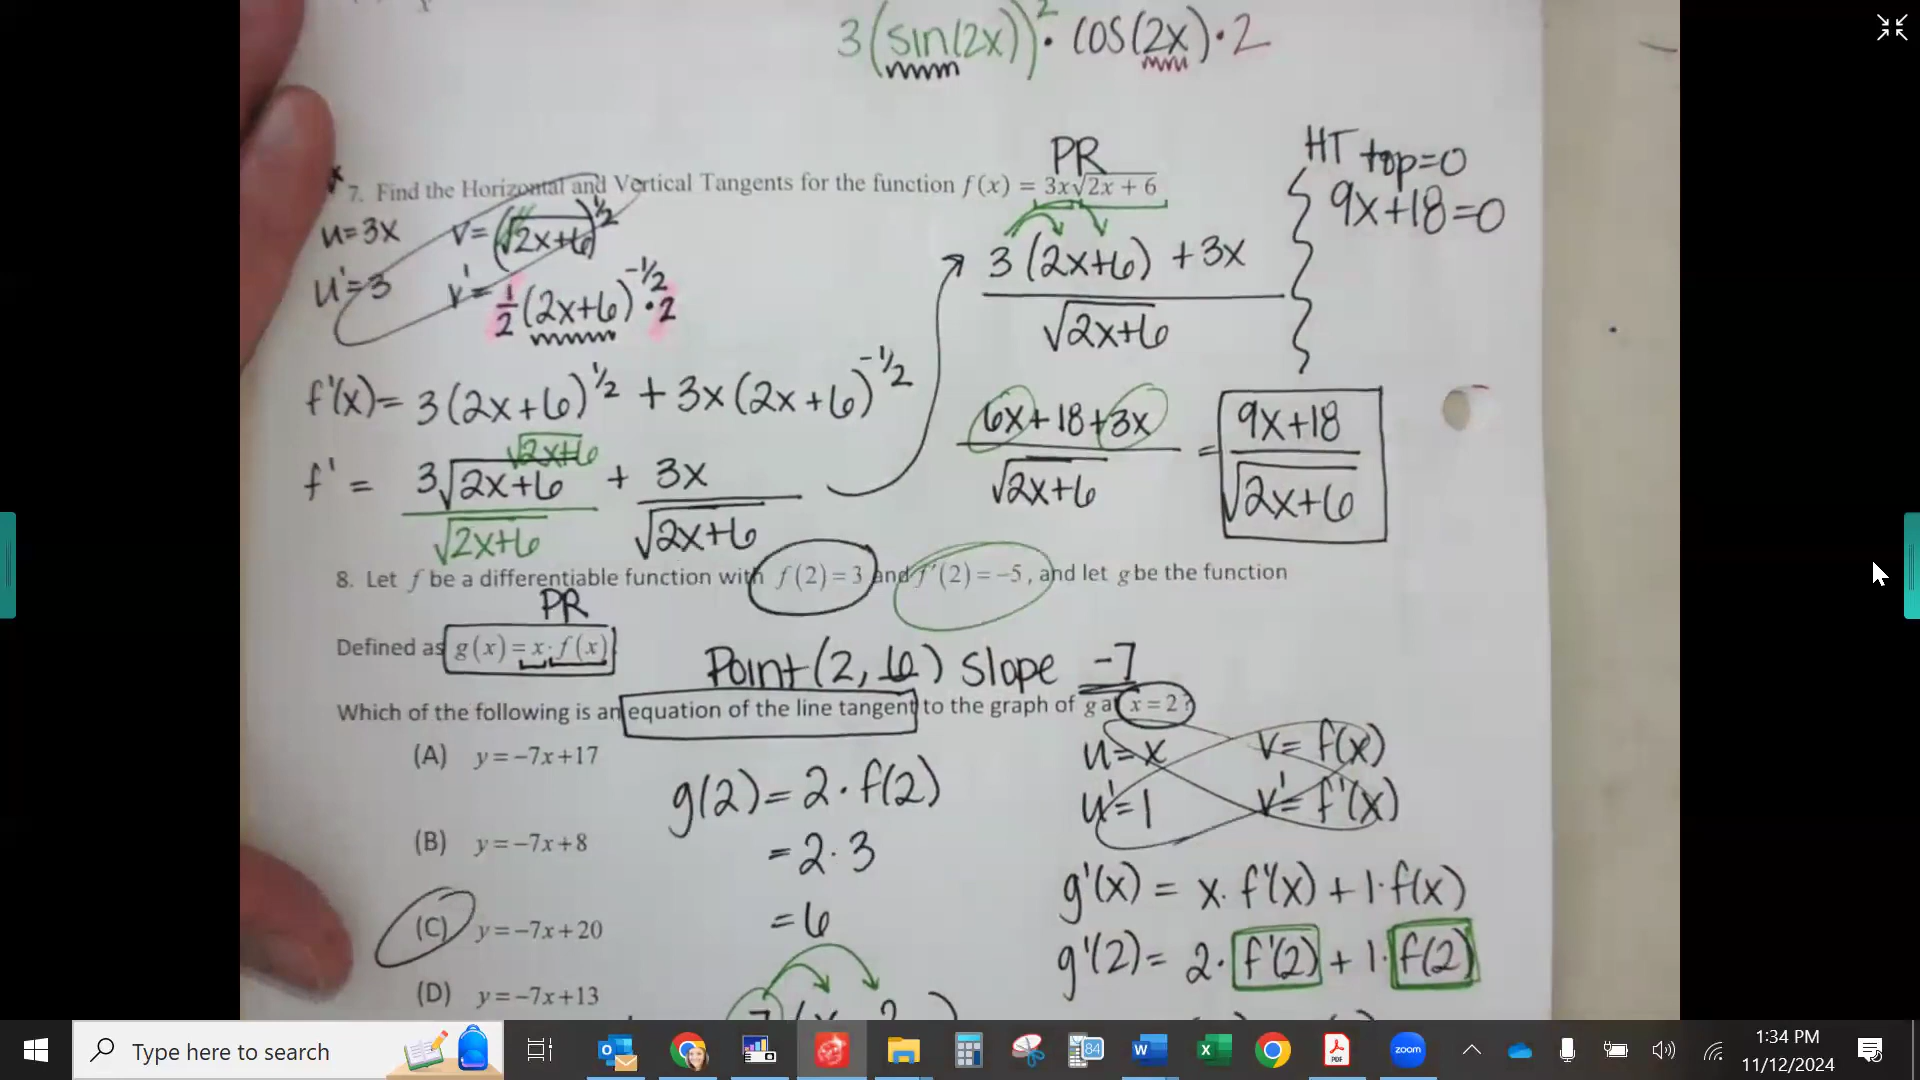 3(sin(2x))² · cos(2x) · 2
PR
7. Find the Horizontal and Vertical Tangents for the function f(x) = 3x√2x + 6
u=3x v=(√2x+6)^1/2
u'=3 v'= 1/2 (2x+6)^-1/2 · 2
f'(x)= 3(2x+6)^1/2 + 3x(2x+6)^-1/2
√2x+6
f' = 3√2x+6 + 3x
√2x+6 √2x+6
3(2x+6) + 3x
√2x+6
6x+18+3x = 9x+18
√2x+6 √2x+6
HT top=0
9x+18=0
8. Let f be a differentiable function with f(2)=3 and f'(2)=-5, and let g be the function
PR
Defined as g(x)=x·f(x)
Point (2, 6) Slope -7
Which of the following is an equation of the line tangent to the graph of g a x=2?
(A) y=-7x+17
(B) y=-7x+8
(C) y=-7x+20
(D) y=-7x+13
g(2)= 2·f(2)
=2·3
=6
u=x v=f(x)
u'=1 v'=f'(x)
g'(x) = x·f'(x) + 1·f(x)
g'(2)= 2·f'(2) + 1·f(2)
Type here to search
84
zoom
1:34 PM
11/12/2024